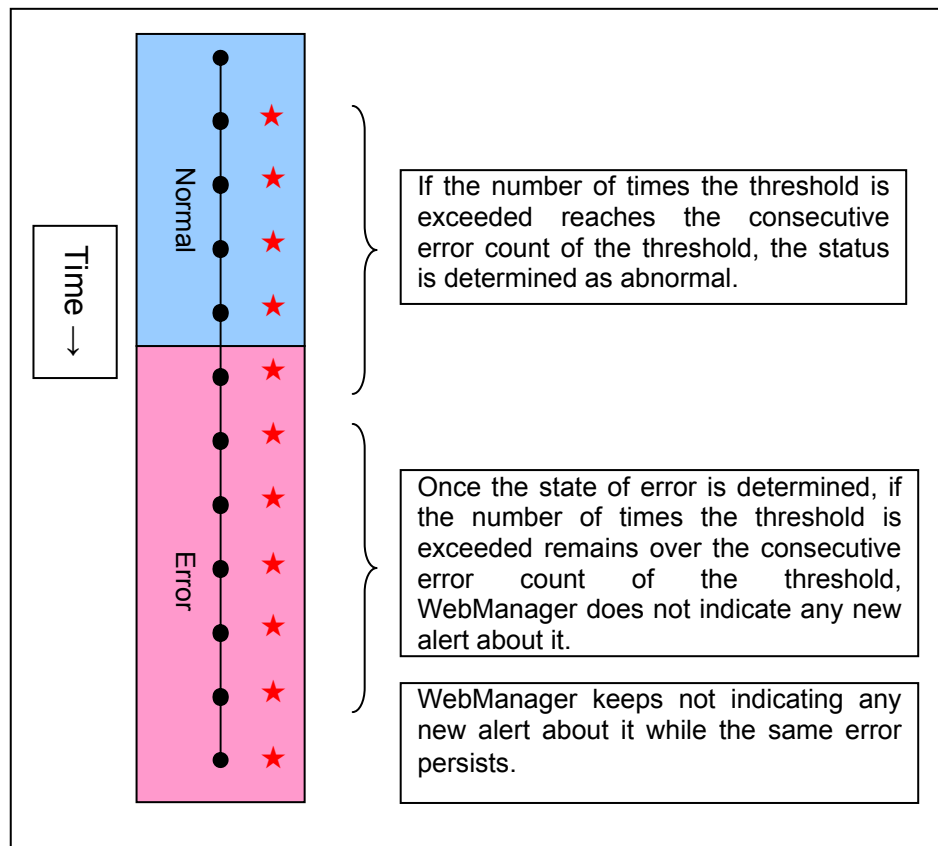 Time →
Normal
Error
If the number of times the threshold is
exceeded reaches the consecutive
error count of the threshold, the status
is determined as abnormal.
Once the state of error is determined, if
the number of times the threshold is
exceeded remains over the consecutive
error count of the threshold,
WebManager does not indicate any new
alert about it.
WebManager keeps not indicating any
new alert about it while the same error
persists.